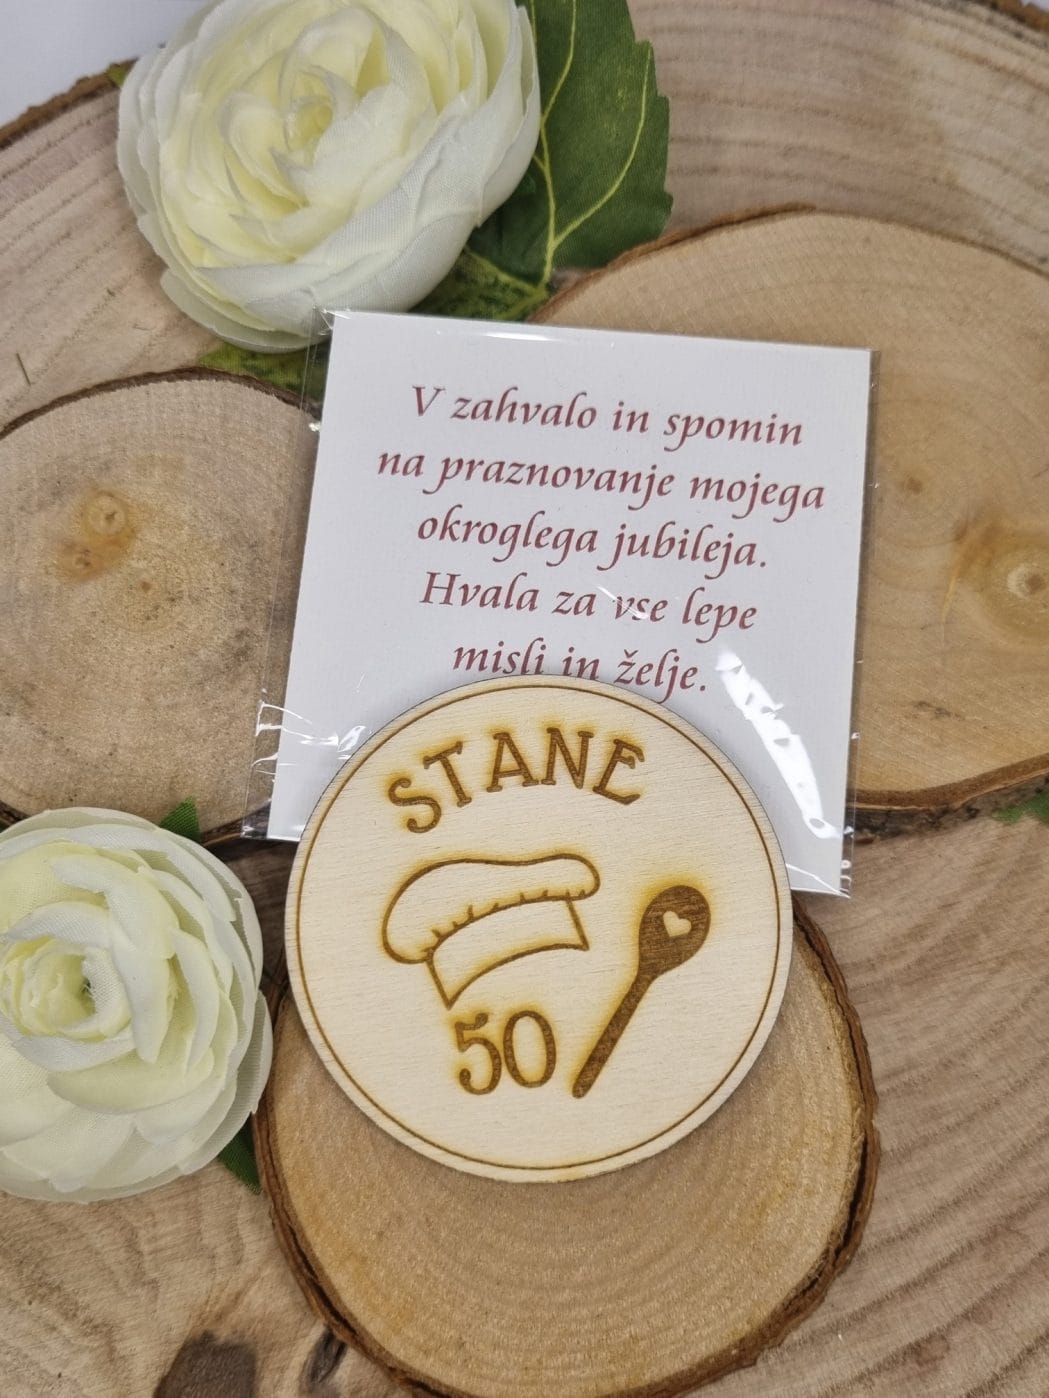 V zahvalo in spomin
na praznovanje mojega
okroglega jubileja.
Hvala za vse lepe
misli in želje.
STANE
50